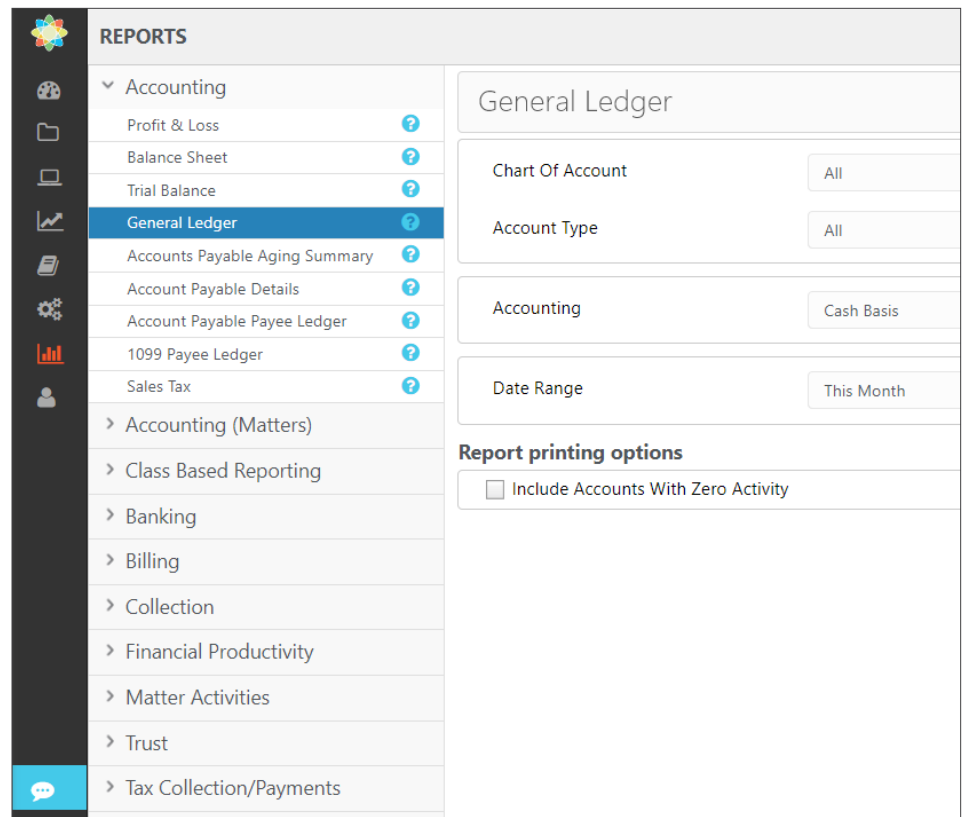 REPORTS
Accounting
Profit & Loss
Balance Sheet
Trial Balance
General Ledger
Accounts Payable Aging Summary
Account Payable Details
Account Payable Payee Ledger
1099 Payee Ledger
Sales Tax
Accounting (Matters)
Class Based Reporting
Banking
Billing
Collection
Financial Productivity
Matter Activities
Trust
Tax Collection/Payments
General Ledger
Chart Of Account All
Account Type All
Accounting Cash Basis
Date Range This Month
Report printing options
Include Accounts With Zero Activity